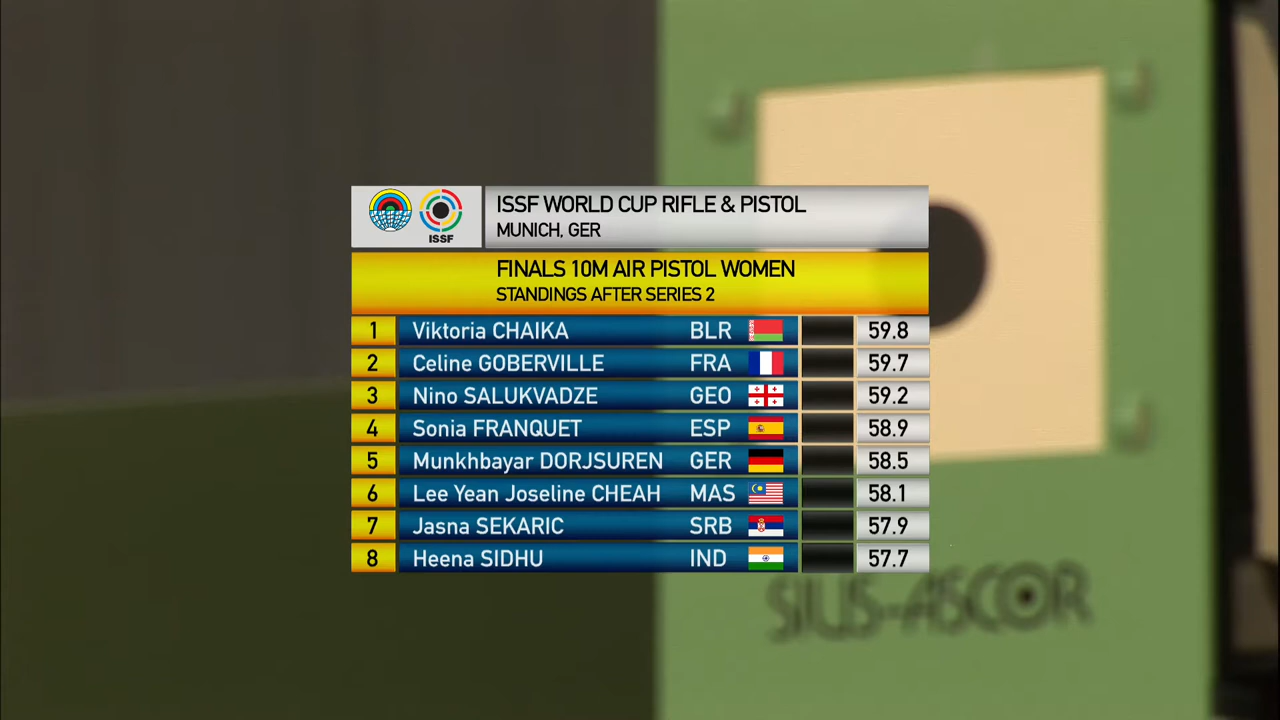 ISSF
ISSF WORLD CUP RIFLE & PISTOL
MUNICH, GER
FINALS 10M AIR PISTOL WOMEN
STANDINGS AFTER SERIES 2
1 Viktoria CHAIKA BLR 59.8
2 Celine GOBERVILLE FRA 59.7
3 Nino SALUKVADZE GEO 59.2
4 Sonia FRANQUET ESP 58.9
5 Munkhbayar DORJSUREN GER 58.5
6 Lee Yean Joseline CHEAH MAS 58.1
7 Jasna SEKARIC SRB 57.9
8 Heena SIDHU IND 57.7
SIUS-ASCOR